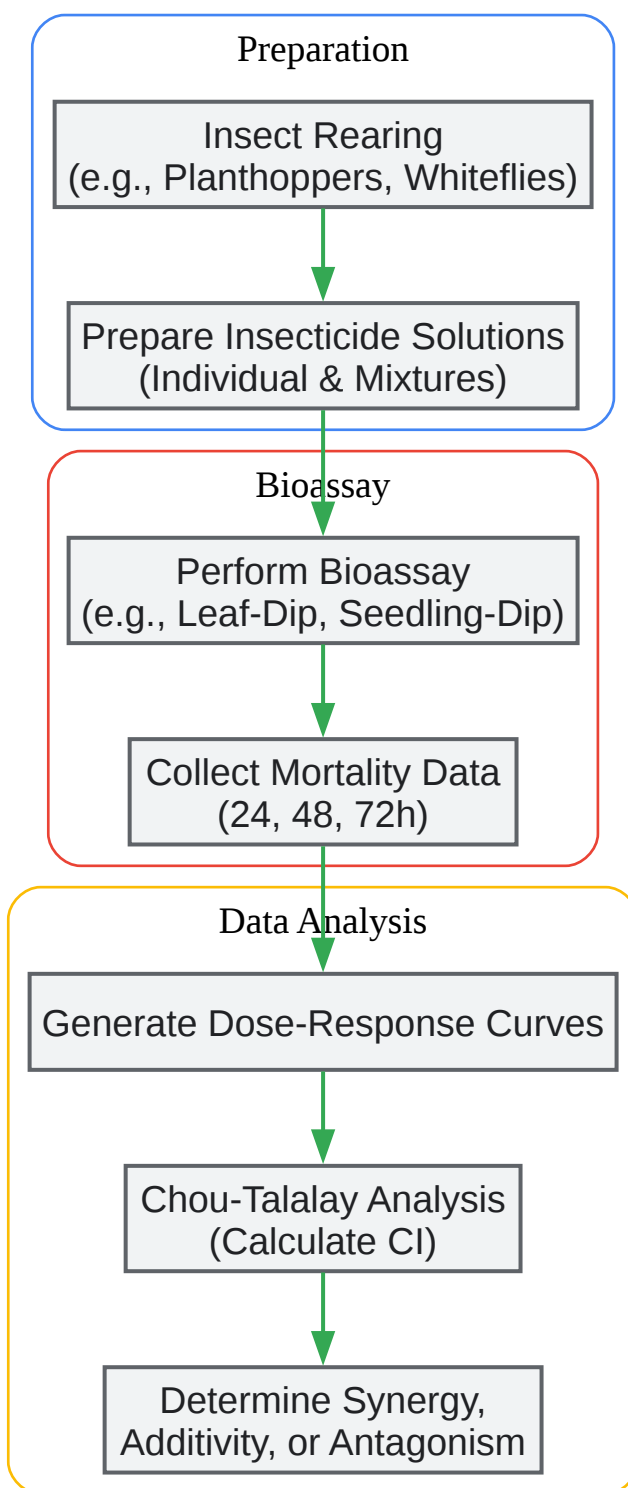 Preparation
Insect Rearing
(e.g., Planthoppers, Whiteflies)
Prepare Insecticide Solutions
(Individual & Mixtures)
Bioassay
Perform Bioassay
(e.g., Leaf-Dip, Seedling-Dip)
Collect Mortality Data
(24, 48, 72h)
Data Analysis
Generate Dose-Response Curves
Chou-Talalay Analysis
(Calculate CI)
Determine Synergy,
Additivity, or Antagonism